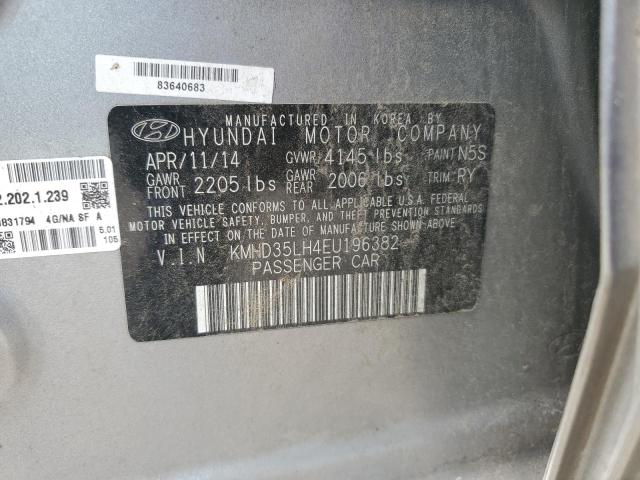 83640683
2.202.1.239
831794 4G/NA SF A
5.01
105
MANUFACTURED IN KOREA BY
HYUNDAI MOTOR COMPANY
APR/11/14 GVWR 4145 lbs PAINT N5S
GAWR FRONT 2205 lbs GAWR REAR 2006 lbs TRIM RY
THIS VEHICLE CONFORMS TO ALL APPLICABLE U.S. FEDERAL
MOTOR VEHICLE SAFETY, BUMPER, AND THEFT PREVENTION STANDARDS
IN EFFECT ON THE DATE OF MANUFACTURE SHOWN ABOVE.
V.I.N KMHD35LH4EU196382
PASSENGER CAR